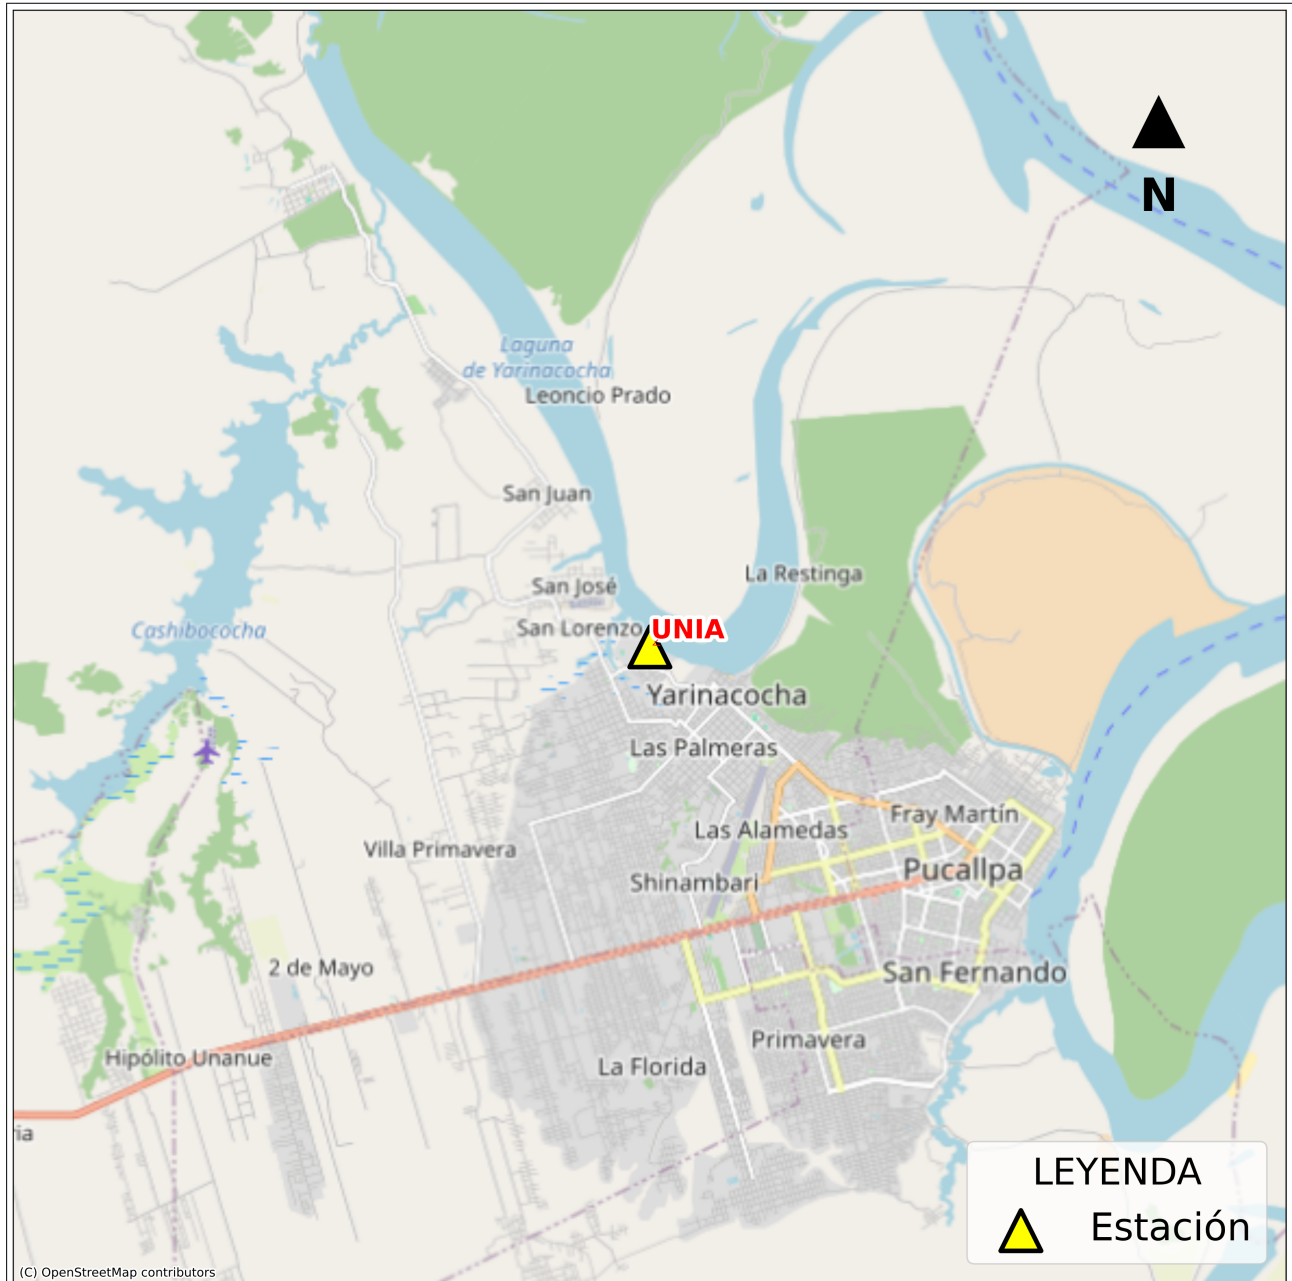 N
Laguna
de Yarinacocha
Leoncio Prado
San Juan
La Restinga
San José
San Lorenzo
UNIA
Cashibococha
Yarinacocha
Las Palmeras
Fray Martín
Las Alamedas
Villa Primavera
Pucallpa
Shinambari
2 de Mayo
San Fernando
Primavera
Hipólito Unanue
La Florida
ia
LEYENDA
Estación
(C) OpenStreetMap contributors